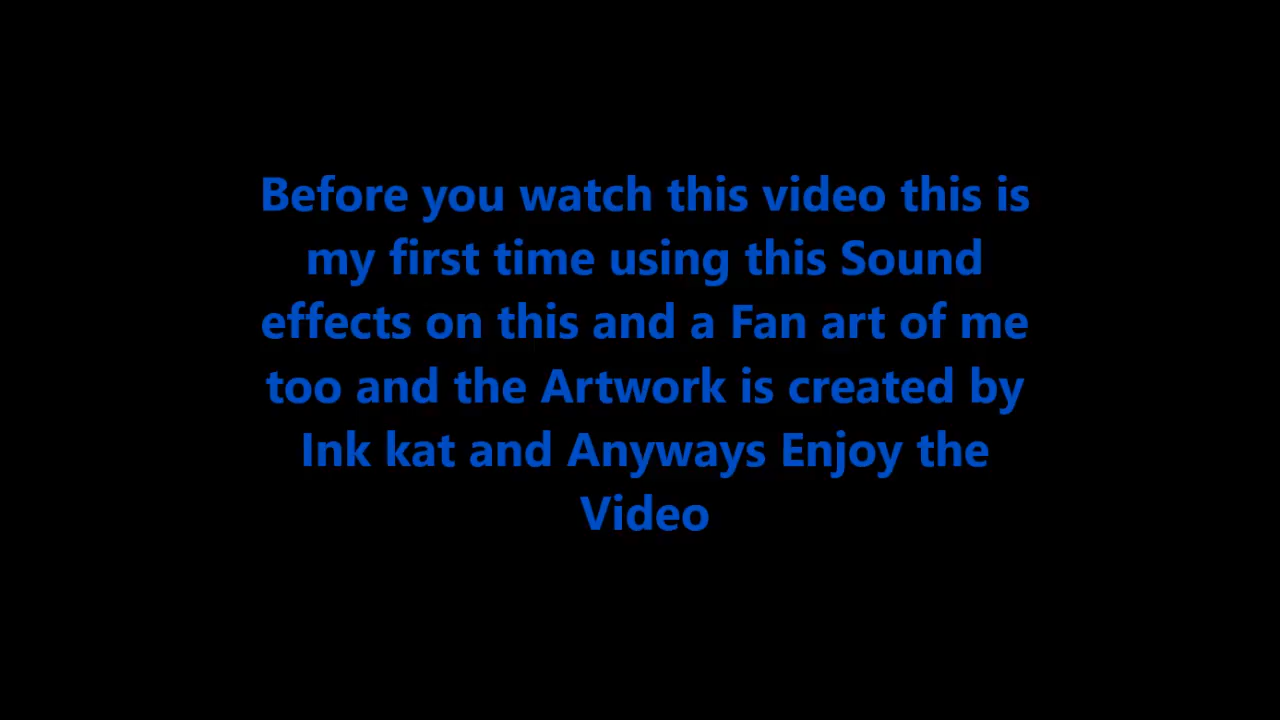 Before you watch this video this is
my first time using this Sound
effects on this and a Fan art of me
too and the Artwork is created by
Ink kat and Anyways Enjoy the
Video